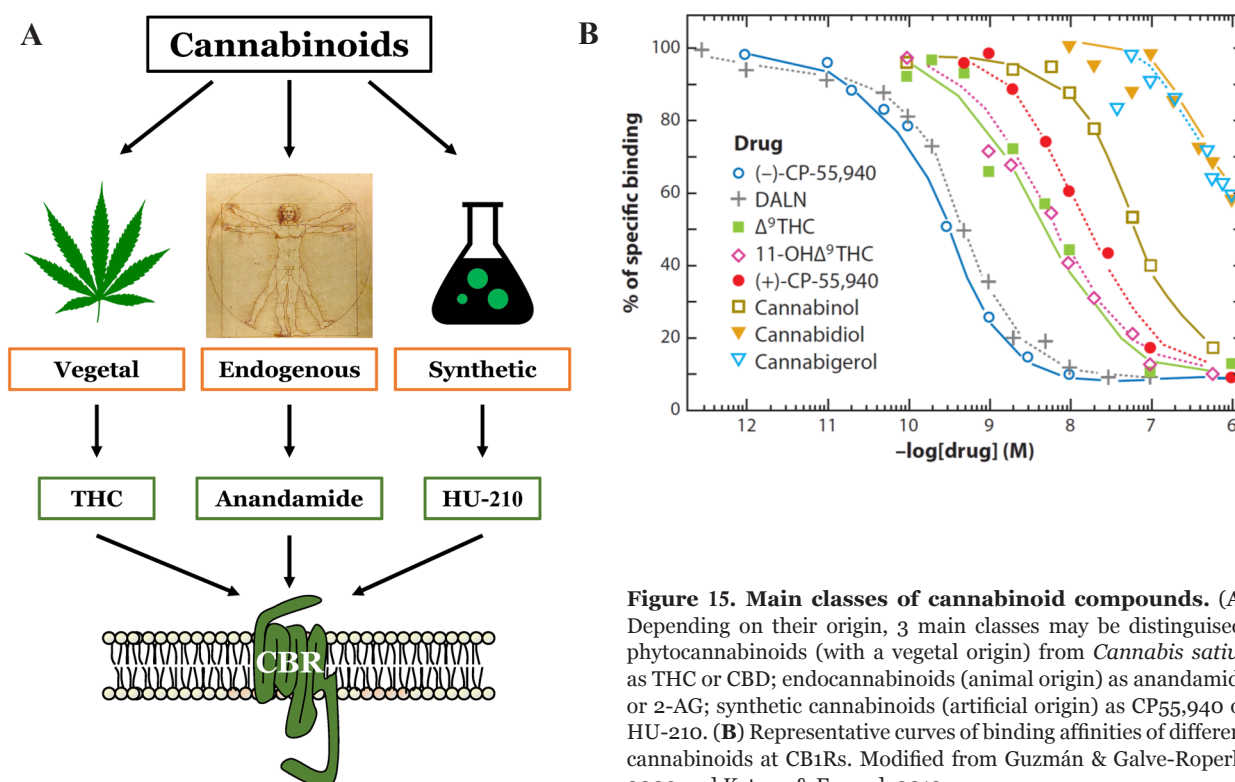 A
Cannabinoids
Vegetal
Endogenous
Synthetic
THC
Anandamide
HU-210
CBR
B
% of specific binding
100
80
60
40
20
0
Drug
(–)-CP-55,940
DALN
Δ⁹THC
11-OHΔ⁹THC
(+)-CP-55,940
Cannabinol
Cannabidiol
Cannabigerol
12 11 10 9 8 7 6
–log[drug] (M)
Figure 15. Main classes of cannabinoid compounds. (A
Depending on their origin, 3 main classes may be distinguised
phytocannabinoids (with a vegetal origin) from Cannabis sativ
as THC or CBD; endocannabinoids (animal origin) as anandamid
or 2-AG; synthetic cannabinoids (artificial origin) as CP55,940 o
HU-210. (B) Representative curves of binding affinities of differen
cannabinoids at CB1Rs. Modified from Guzmán & Galve-Roperh